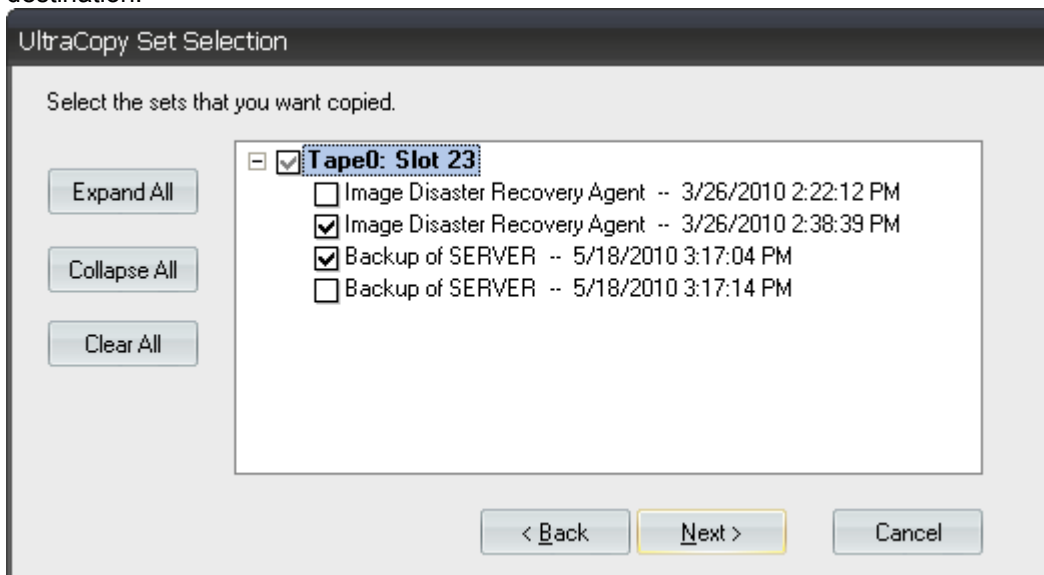 destination.
UltraCopy Set Selection
Select the sets that you want copied.
Expand All
Collapse All
Clear All
Tape0: Slot 23
Image Disaster Recovery Agent -- 3/26/2010 2:22:12 PM
Image Disaster Recovery Agent -- 3/26/2010 2:38:39 PM
Backup of SERVER -- 5/18/2010 3:17:04 PM
Backup of SERVER -- 5/18/2010 3:17:14 PM
< Back
Next >
Cancel